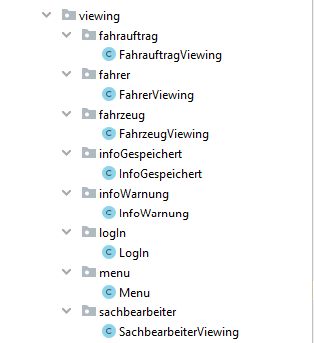 viewing
fahrauftrag
C FahrauftragViewing
fahrer
C FahrerViewing
fahrzeug
C FahrzeugViewing
infoGespeichert
C InfoGespeichert
infoWarnung
C InfoWarnung
logIn
C LogIn
menu
C Menu
sachbearbeiter
C SachbearbeiterViewing